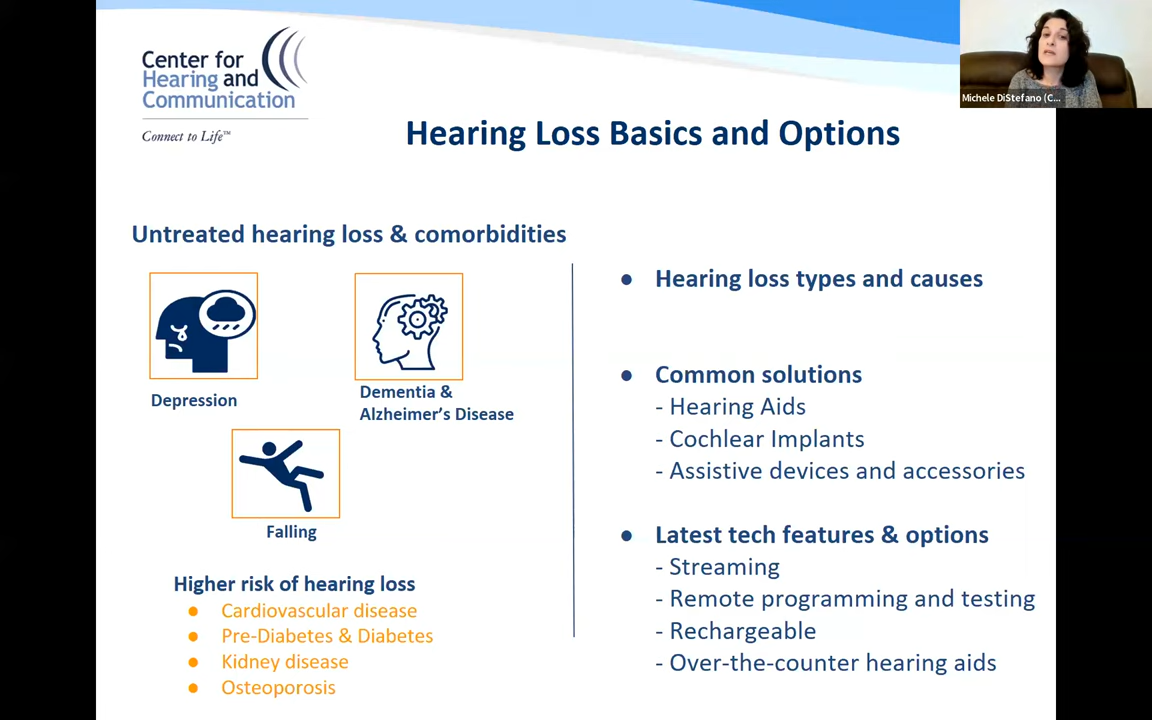 Center for
Hearing and
Communication
Connect to Life™
Michele DiStefano (C...
Hearing Loss Basics and Options
Untreated hearing loss & comorbidities
Depression
Dementia &
Alzheimer's Disease
Falling
Higher risk of hearing loss
● Cardiovascular disease
● Pre-Diabetes & Diabetes
● Kidney disease
● Osteoporosis
● Hearing loss types and causes
● Common solutions
- Hearing Aids
- Cochlear Implants
- Assistive devices and accessories
● Latest tech features & options
- Streaming
- Remote programming and testing
- Rechargeable
- Over-the-counter hearing aids